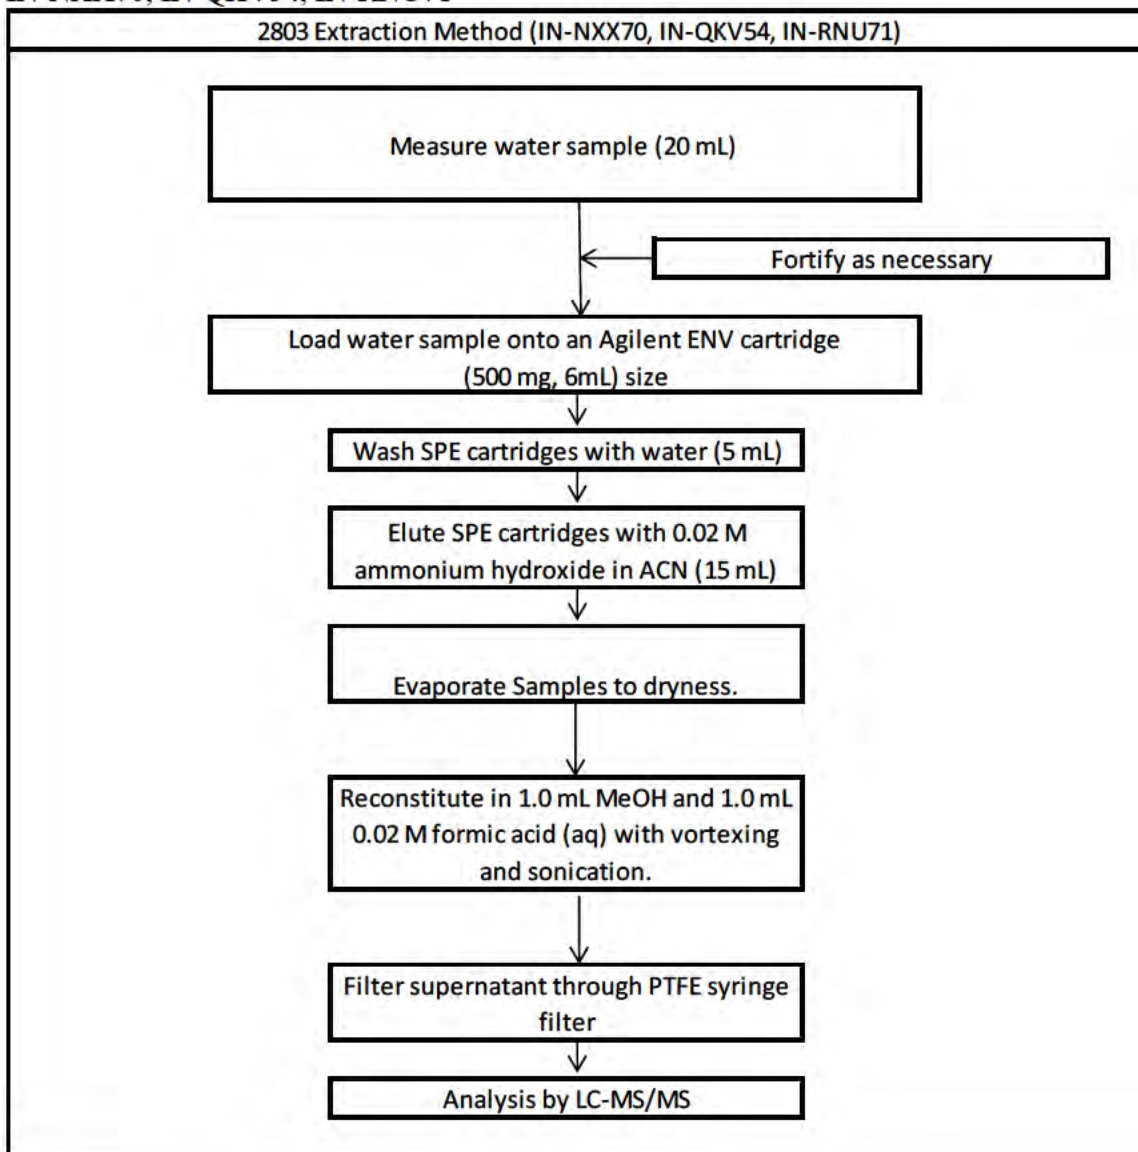 2803 Extraction Method (IN-NXX70, IN-QKV54, IN-RNU71)
Measure water sample (20 mL)
Fortify as necessary
Load water sample onto an Agilent ENV cartridge
(500 mg, 6mL) size
Wash SPE cartridges with water (5 mL)
Elute SPE cartridges with 0.02 M
ammonium hydroxide in ACN (15 mL)
Evaporate Samples to dryness.
Reconstitute in 1.0 mL MeOH and 1.0 mL
0.02 M formic acid (aq) with vortexing
and sonication.
Filter supernatant through PTFE syringe
filter
Analysis by LC-MS/MS